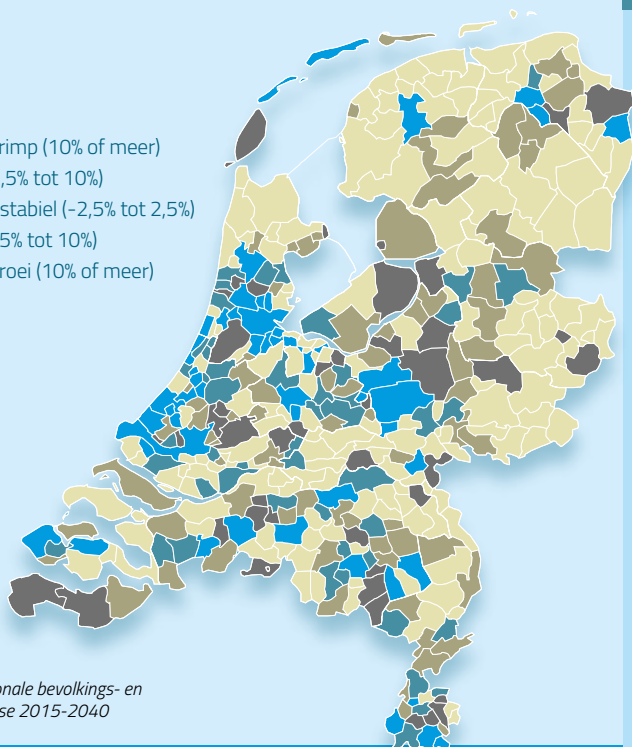 rimp (10% of meer)
,5% tot 10%)
stabiel (-2,5% tot 2,5%)
5% tot 10%)
roei (10% of meer)
onale bevolkings- en
se 2015-2040